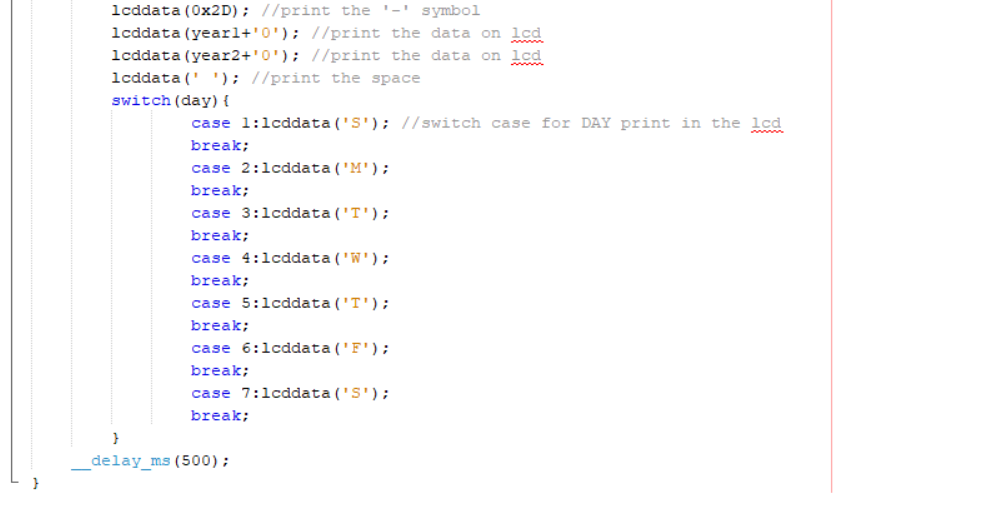 lcddata(0x2D); //print the '-' symbol
lcddata(year1+'0'); //print the data on lcd
lcddata(year2+'0'); //print the data on lcd
lcddata(' '); //print the space
switch(day){
case 1:lcddata('S'); //switch case for DAY print in the lcd
break;
case 2:lcddata('M');
break;
case 3:lcddata('T');
break;
case 4:lcddata('W');
break;
case 5:lcddata('T');
break;
case 6:lcddata('F');
break;
case 7:lcddata('S');
break;
}
__delay_ms(500);
}